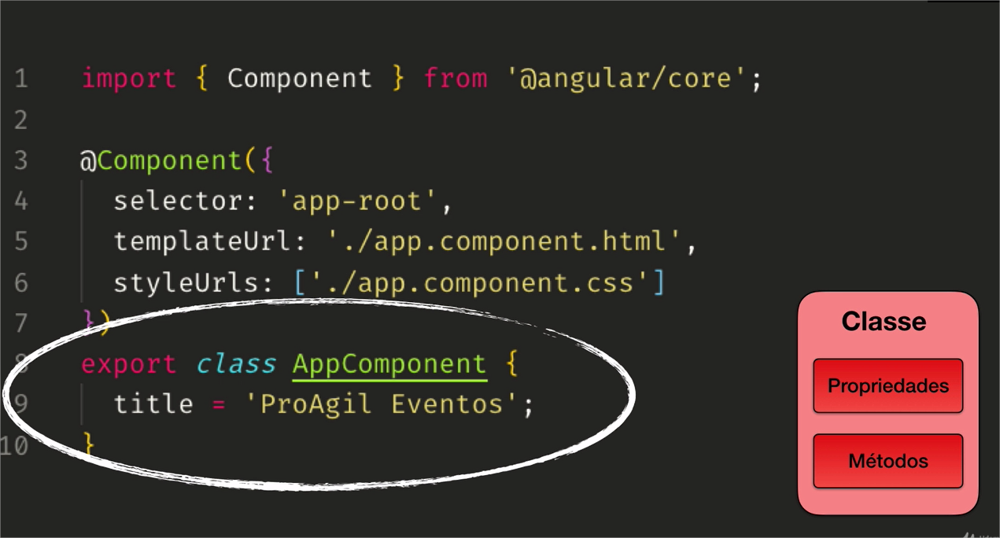 1 import { Component } from '@angular/core';
2
3 @Component({
4 selector: 'app-root',
5 templateUrl: './app.component.html',
6 styleUrls: ['./app.component.css']
7 })
8 export class AppComponent {
9 title = 'ProAgil Eventos';
10 }
Classe
Propriedades
Métodos